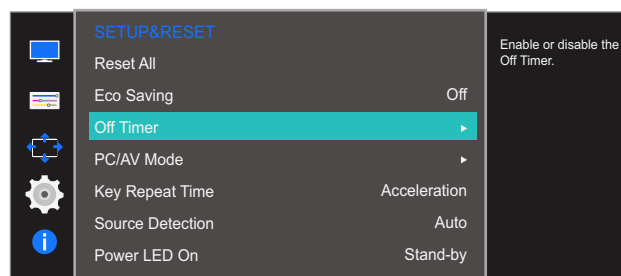 SETUP&RESET
Reset All
Eco Saving Off
Off Timer
PC/AV Mode
Key Repeat Time Acceleration
Source Detection Auto
Power LED On Stand-by
Enable or disable the
Off Timer.